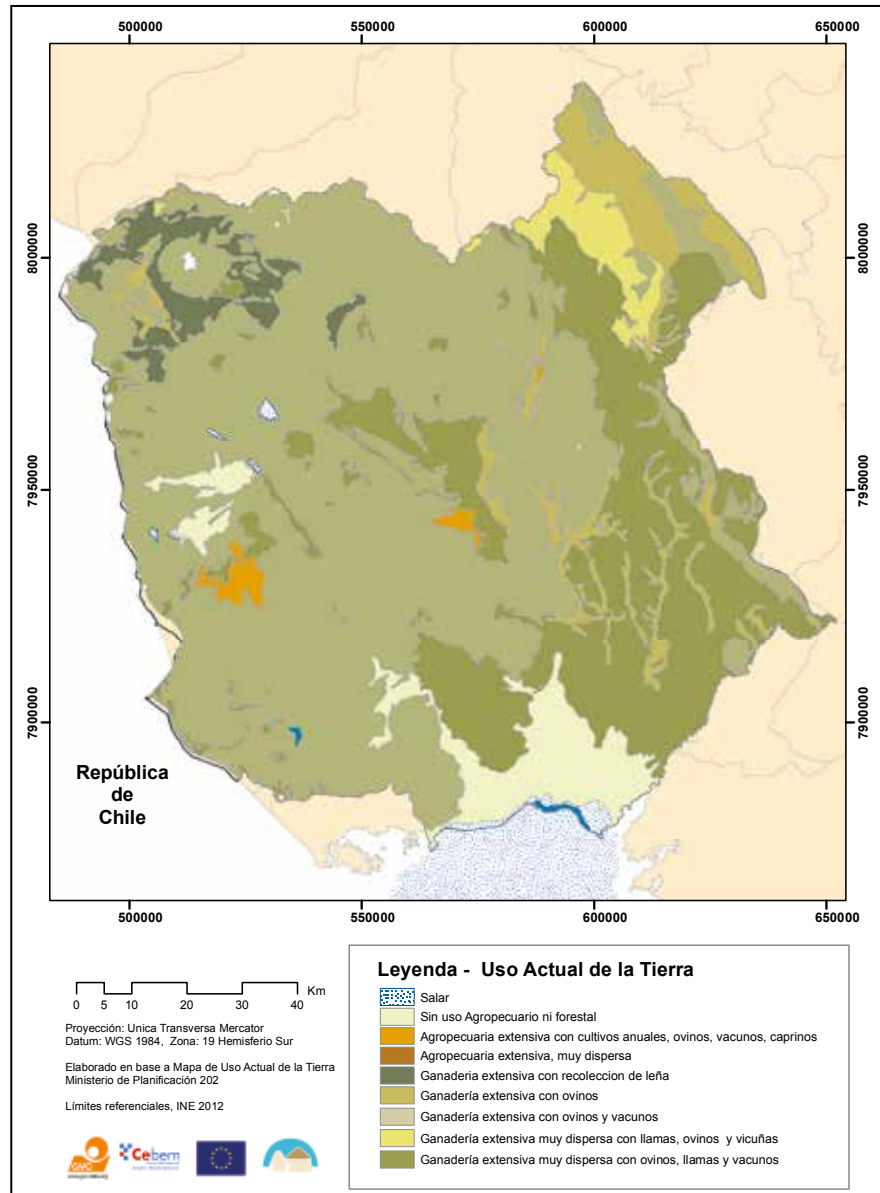 500000 550000 600000 650000
8000000 8000000
7950000 7950000
7900000 7900000
República
de
Chile
500000 550000 600000 650000
0 5 10 20 30 40 Km
Proyección: Unica Transversa Mercator
Datum: WGS 1984, Zona: 19 Hemisferio Sur
Elaborado en base a Mapa de Uso Actual de la Tierra
Ministerio de Planificación 202
Límites referenciales, INE 2012
GVC
Cebem
Leyenda - Uso Actual de la Tierra
Salar
Sin uso Agropecuario ni forestal
Agropecuaria extensiva con cultivos anuales, ovinos, vacunos, caprinos
Agropecuaria extensiva, muy dispersa
Ganaderia extensiva con recoleccion de leña
Ganadería extensiva con ovinos
Ganadería extensiva con ovinos y vacunos
Ganadería extensiva muy dispersa con llamas, ovinos y vicuñas
Ganadería extensiva muy dispersa con ovinos, llamas y vacunos